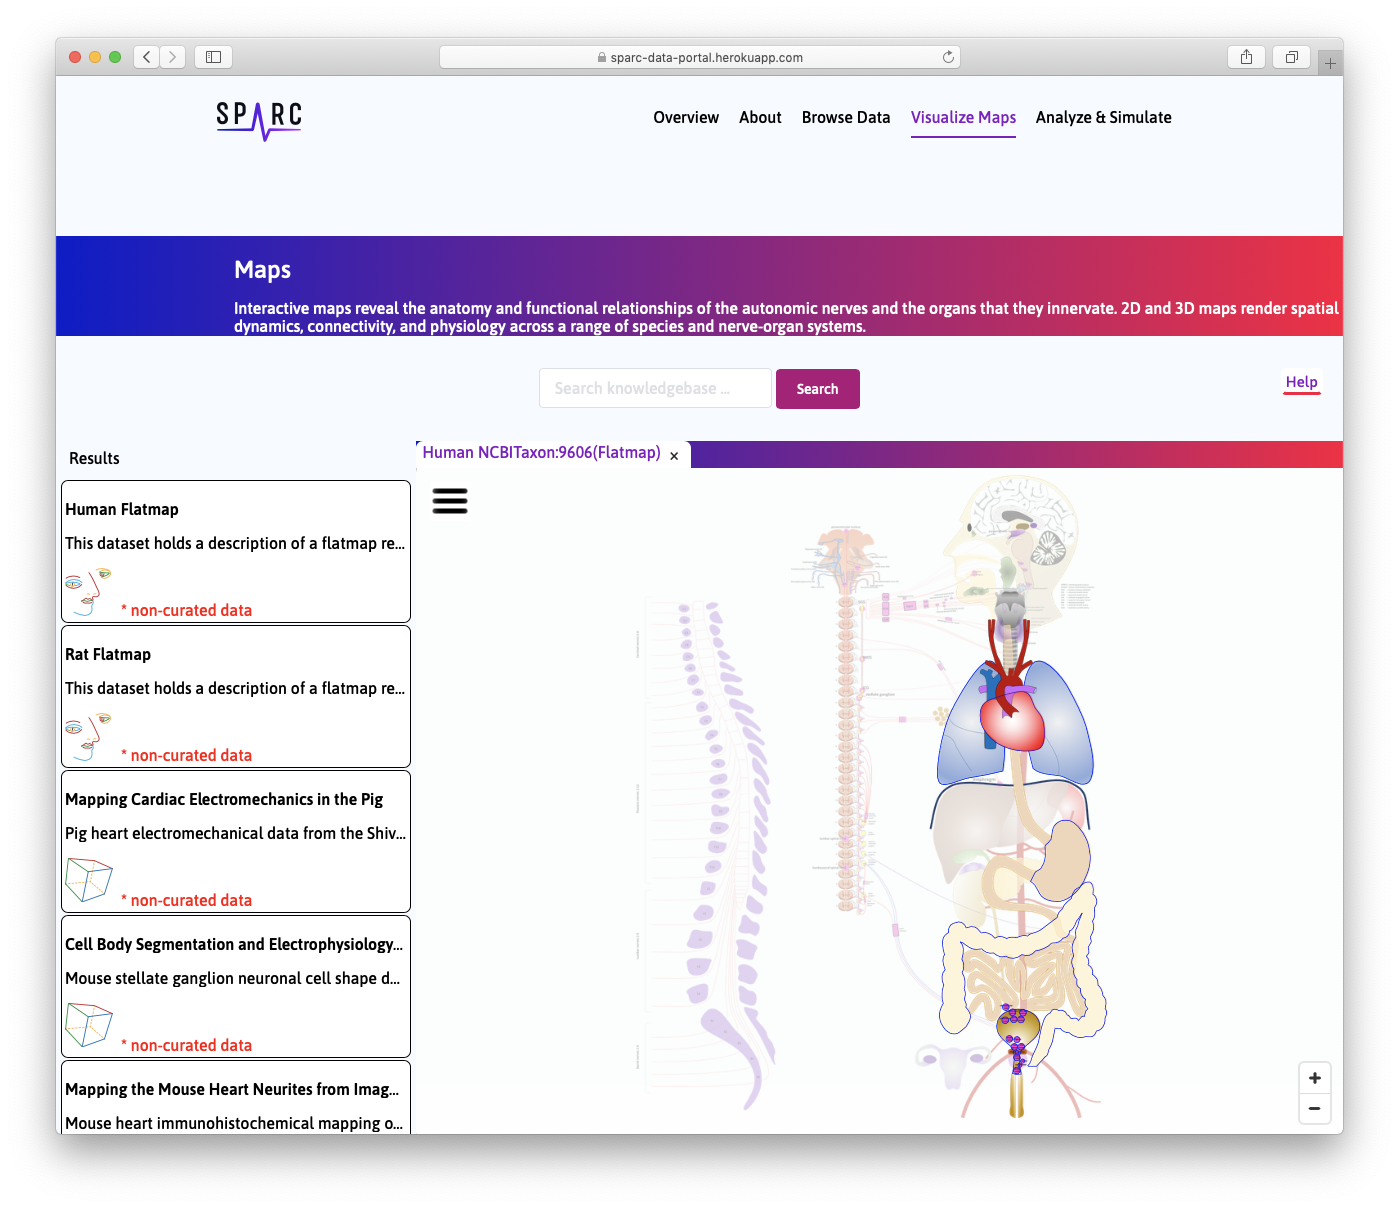 sparc-data-portal.herokuapp.com
SPARC
Overview About Browse Data Visualize Maps Analyze & Simulate
Maps
Interactive maps reveal the anatomy and functional relationships of the autonomic nerves and the organs that they innervate. 2D and 3D maps render spatial
dynamics, connectivity, and physiology across a range of species and nerve-organ systems.
Search knowledgebase ...
Search
Help
Results
Human NCBITaxon:9606(Flatmap) ×
Human Flatmap
This dataset holds a description of a flatmap re...
* non-curated data
Rat Flatmap
This dataset holds a description of a flatmap re...
* non-curated data
Mapping Cardiac Electromechanics in the Pig
Pig heart electromechanical data from the Shiv...
* non-curated data
Cell Body Segmentation and Electrophysiology...
Mouse stellate ganglion neuronal cell shape d...
* non-curated data
Mapping the Mouse Heart Neurites from Imag...
Mouse heart immunohistochemical mapping o...